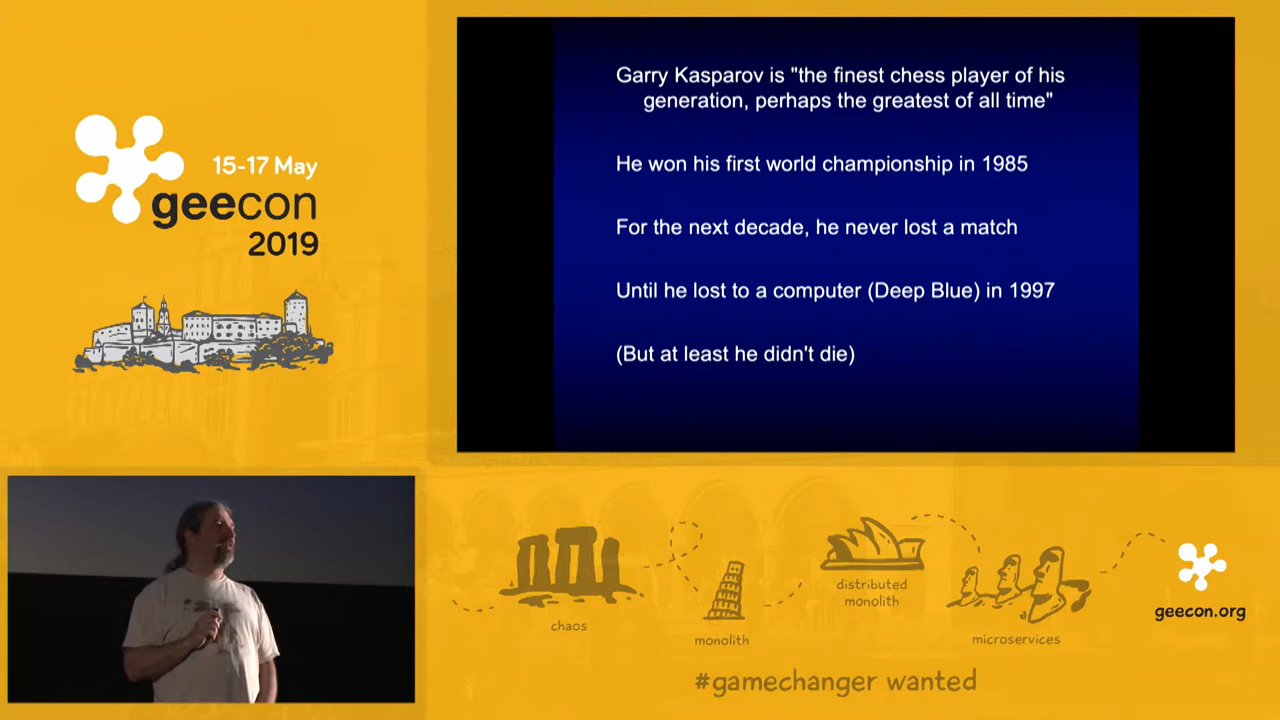 15-17 May
geecon
2019
Garry Kasparov is "the finest chess player of his
generation, perhaps the greatest of all time"
He won his first world championship in 1985
For the next decade, he never lost a match
Until he lost to a computer (Deep Blue) in 1997
(But at least he didn't die)
chaos
monolith
distributed
monolith
microservices
geecon.org
#gamechanger wanted